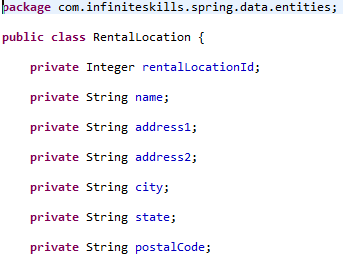 package com.infiniteskills.spring.data.entities;
public class RentalLocation {
private Integer rentalLocationId;
private String name;
private String address1;
private String address2;
private String city;
private String state;
private String postalCode;